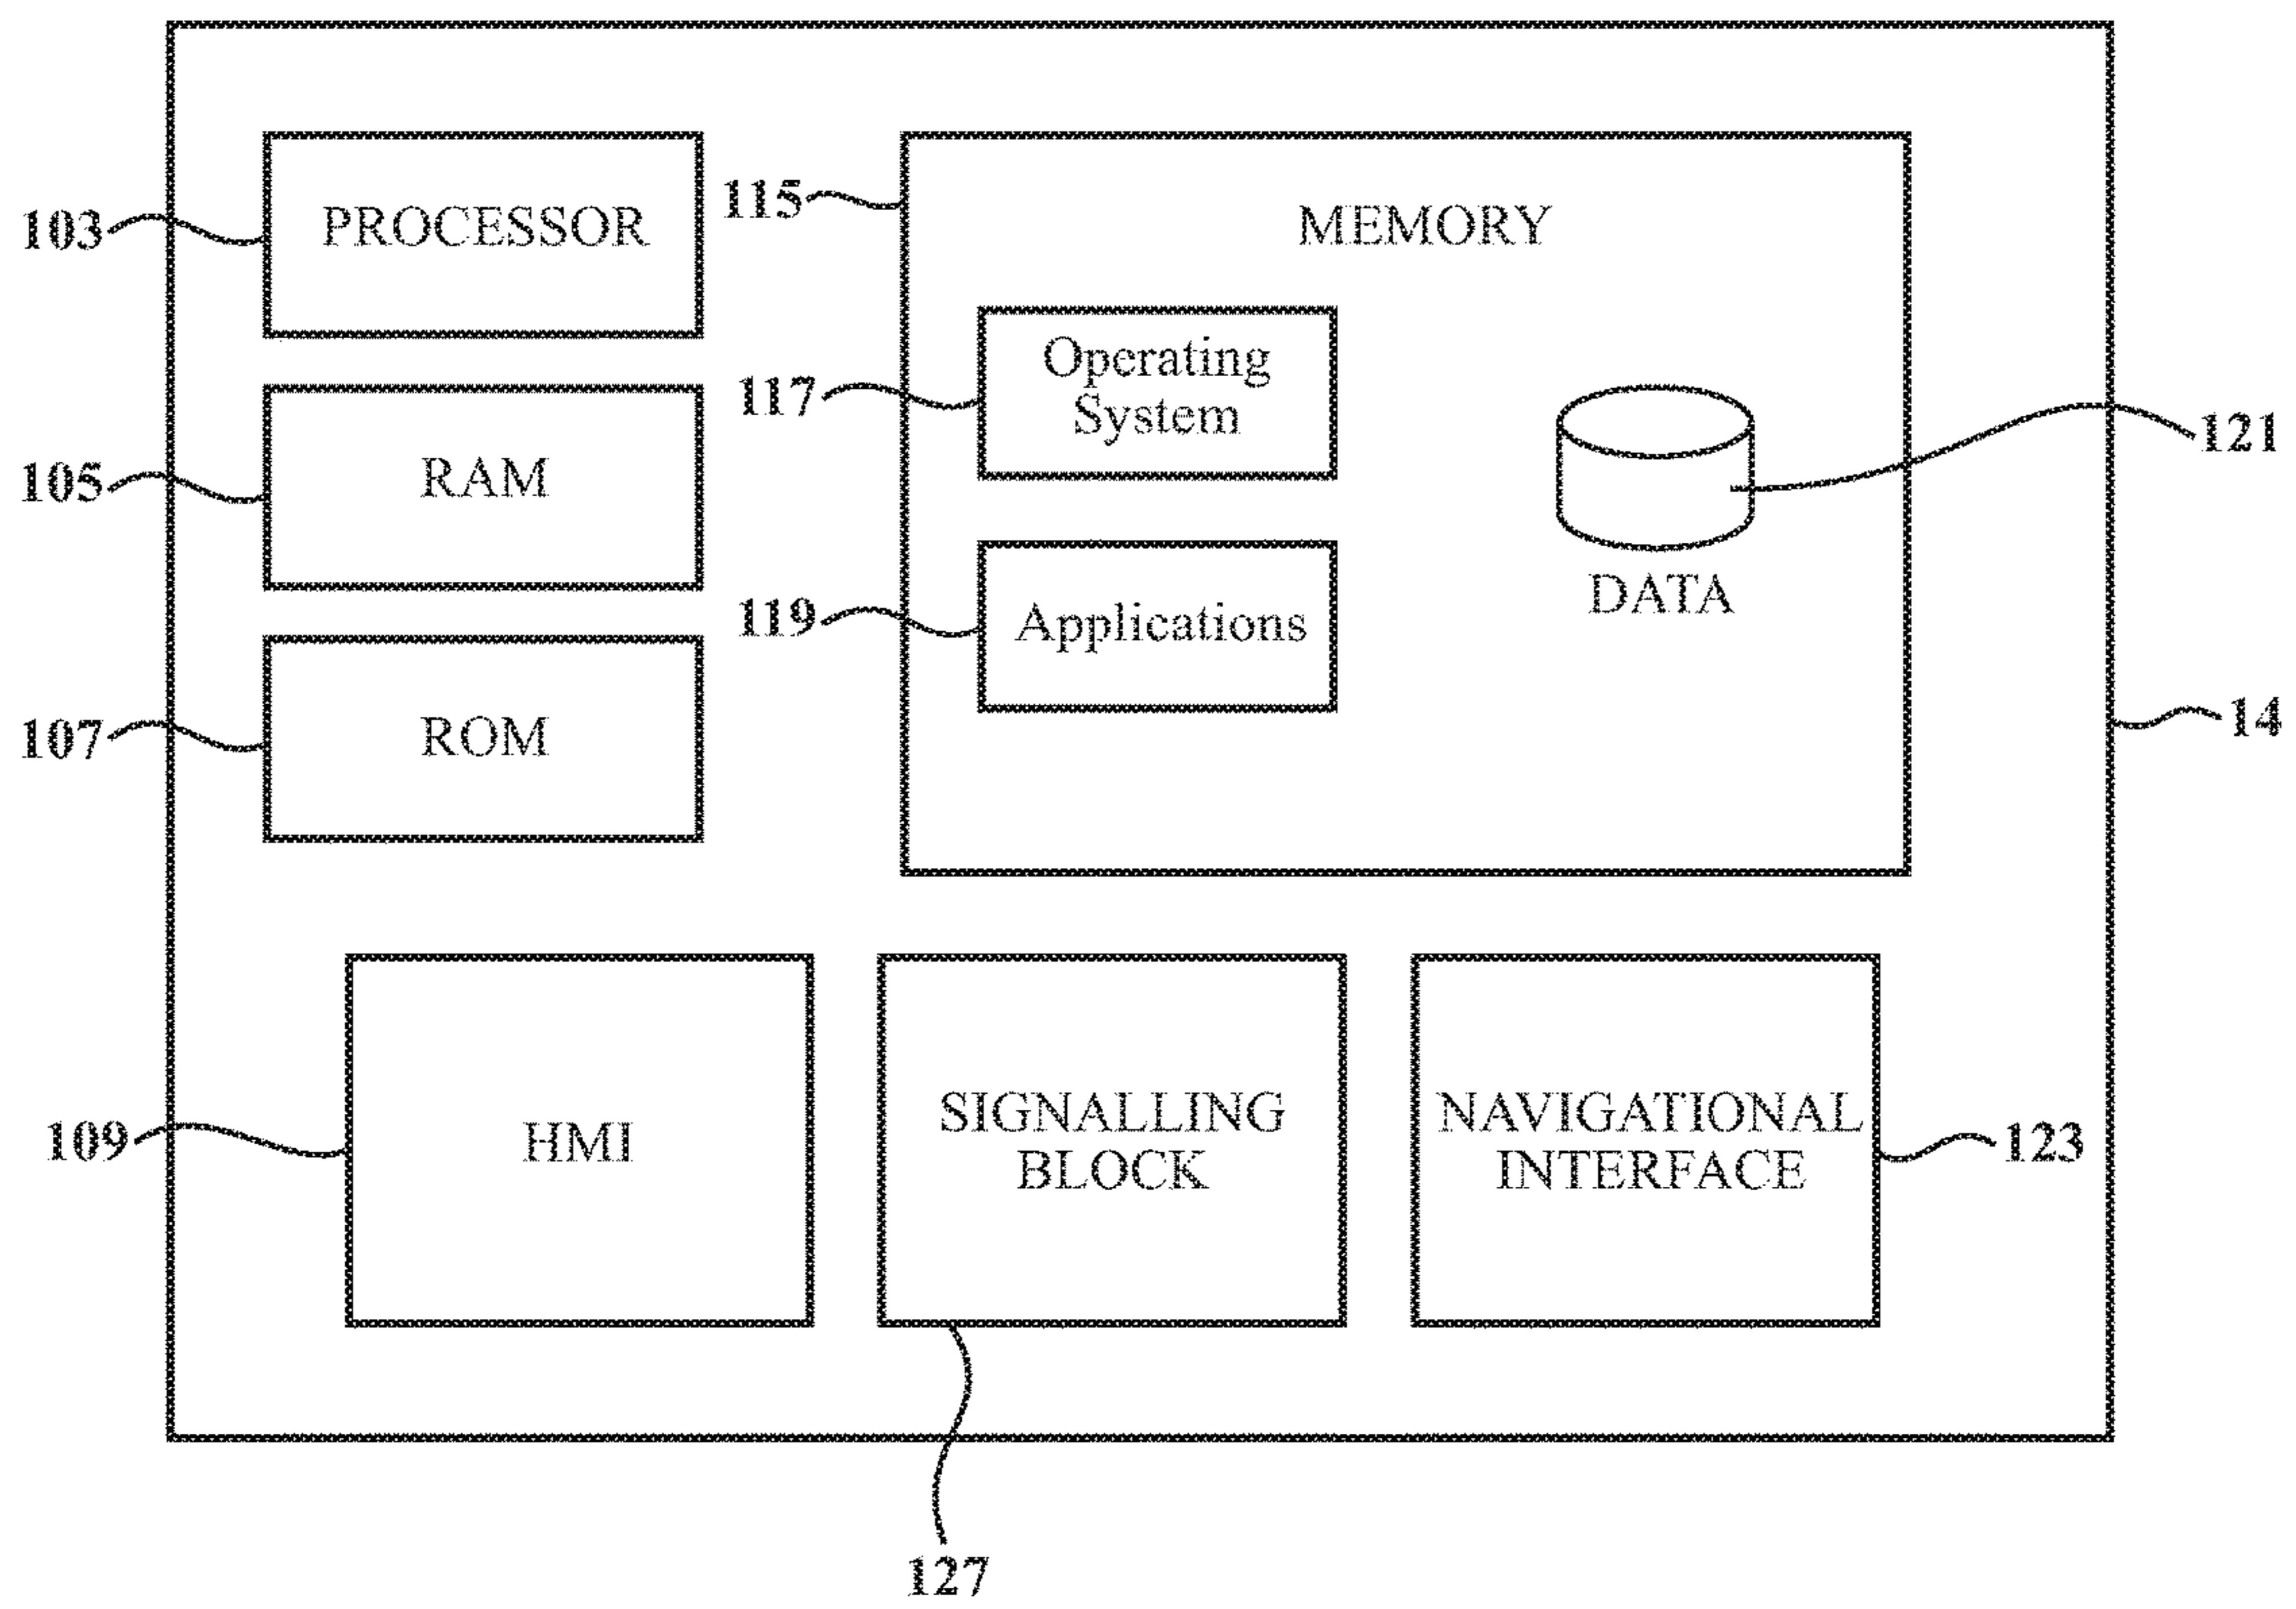 103
PROCESSOR
115
MEMORY
117
Operating
System
121
105
RAM
119
Applications
DATA
107
ROM
14
109
HMI
SIGNALLING
BLOCK
NAVIGATIONAL
INTERFACE
123
127